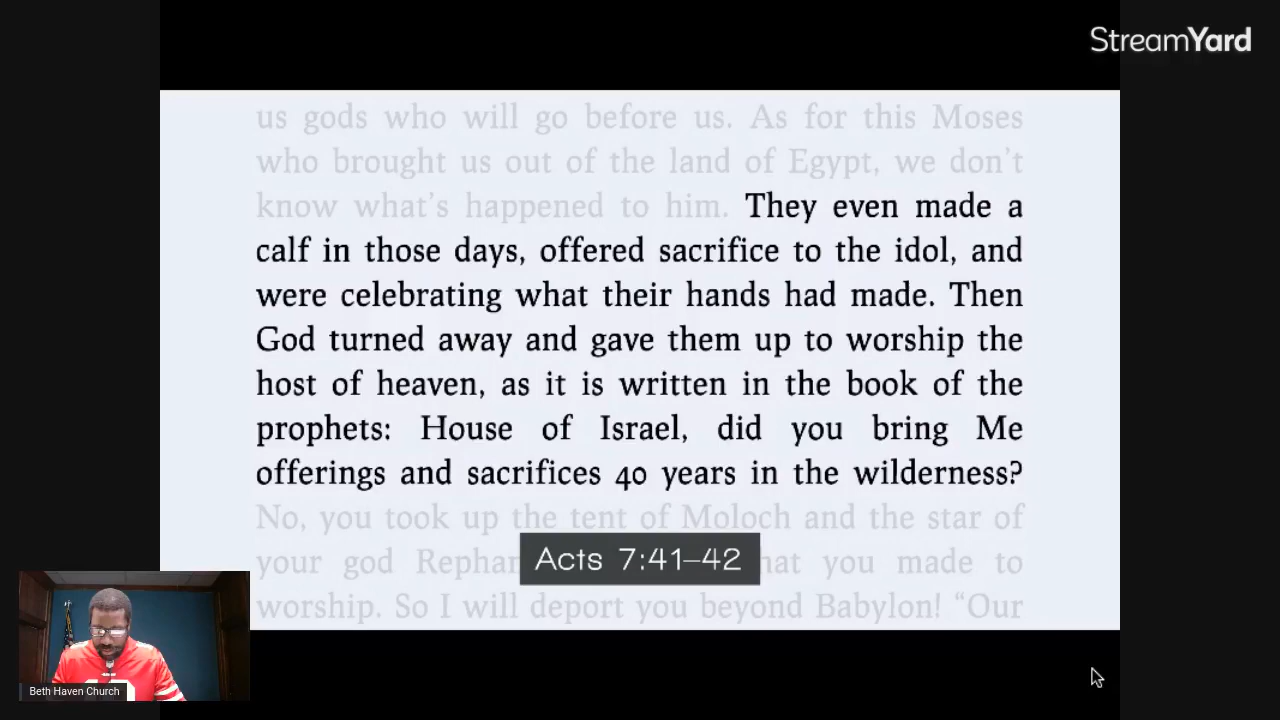 StreamYard
us gods who will go before us. As for this Moses
who brought us out of the land of Egypt, we don't
know what's happened to him. They even made a
calf in those days, offered sacrifice to the idol, and
were celebrating what their hands had made. Then
God turned away and gave them up to worship the
host of heaven, as it is written in the book of the
prophets: House of Israel, did you bring Me
offerings and sacrifices 40 years in the wilderness?
No, you took up the tent of Moloch and the star of
your god you made to
Acts 7:41–42
worship. So I will deport you beyond Babylon! “Our
Beth Haven Church